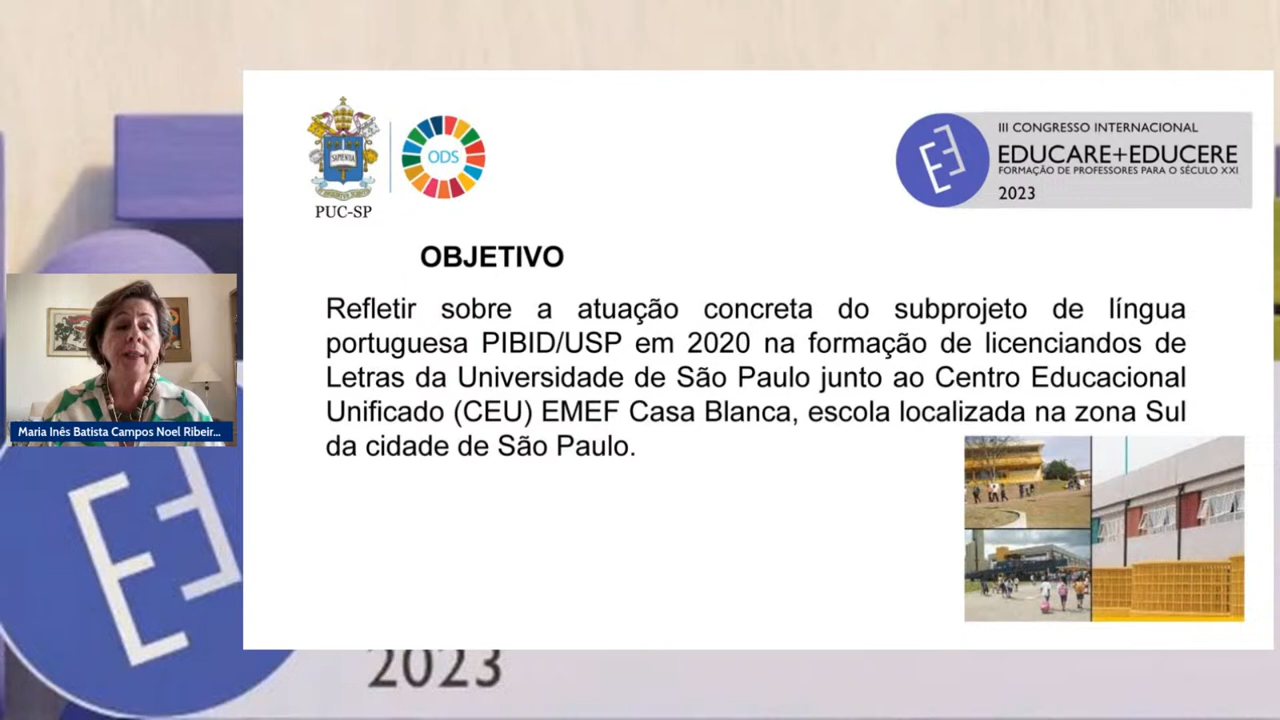 PUC-SP
ODS
SAPIENTIA
III CONGRESSO INTERNACIONAL
EDUCARE+EDUCERE
FORMAÇÃO DE PROFESSORES PARA O SÉCULO XXI
2023
OBJETIVO
Refletir sobre a atuação concreta do subprojeto de língua
portuguesa PIBID/USP em 2020 na formação de licenciandos de
Letras da Universidade de São Paulo junto ao Centro Educacional
Unificado (CEU) EMEF Casa Blanca, escola localizada na zona Sul
da cidade de São Paulo.
Maria Inês Batista Campos Noel Ribeir...
2023